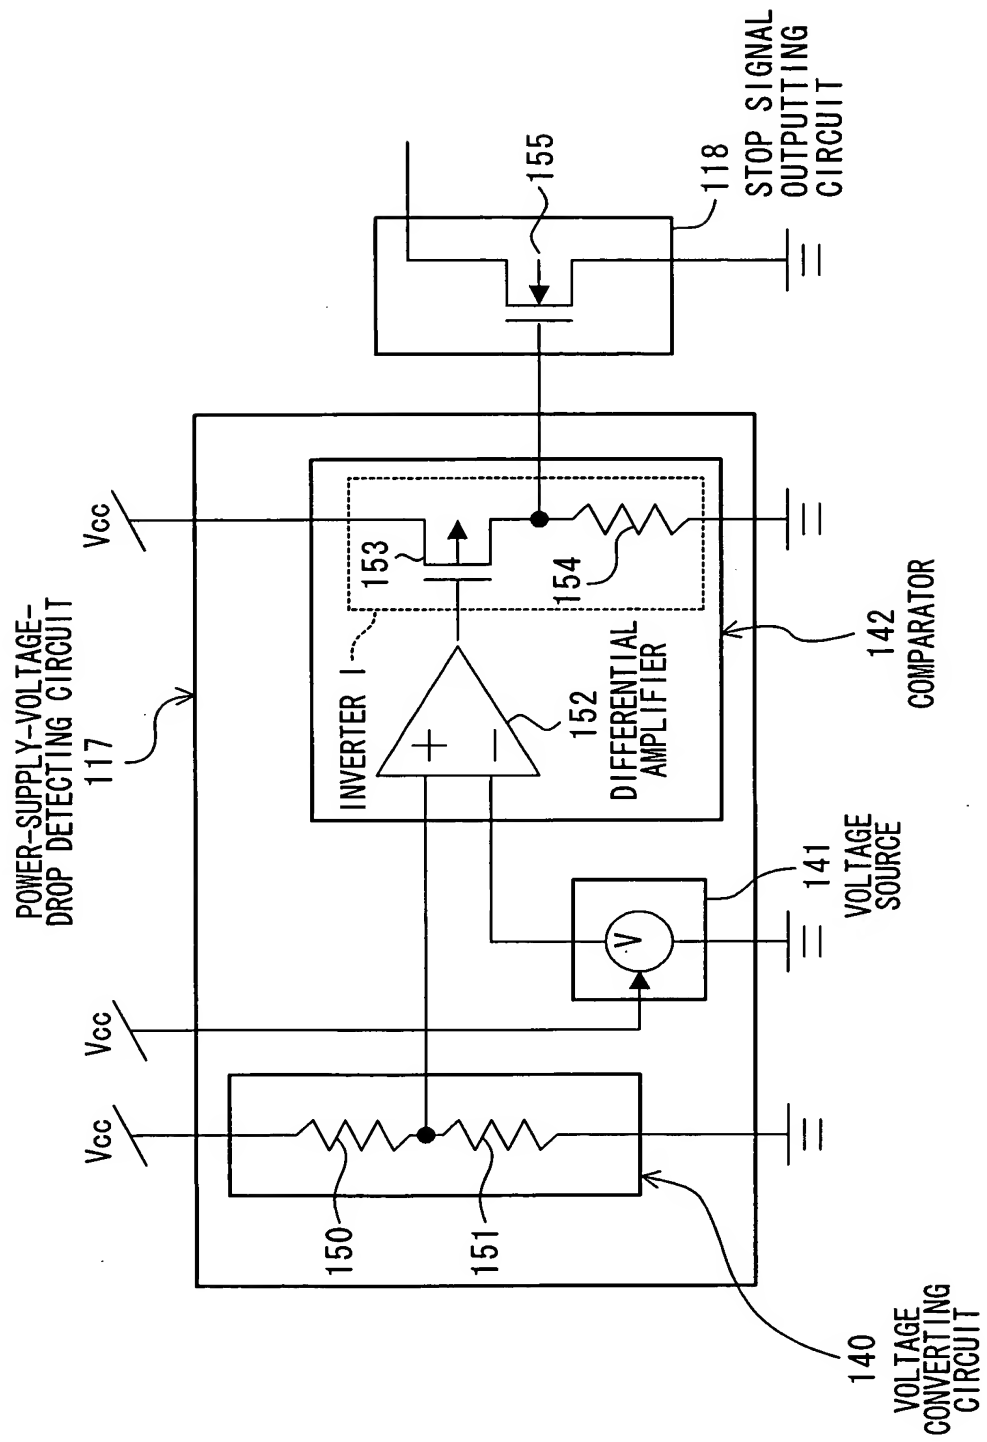 POWER-SUPPLY-VOLTAGE-
DROP DETECTING CIRCUIT
117
Vcc
Vcc
Vcc
150
151
140
VOLTAGE
CONVERTING
CIRCUIT
V
141
VOLTAGE
SOURCE
INVERTER I
+
−
152
DIFFERENTIAL
AMPLIFIER
153
154
142
COMPARATOR
155
118
STOP SIGNAL
OUTPUTTING
CIRCUIT